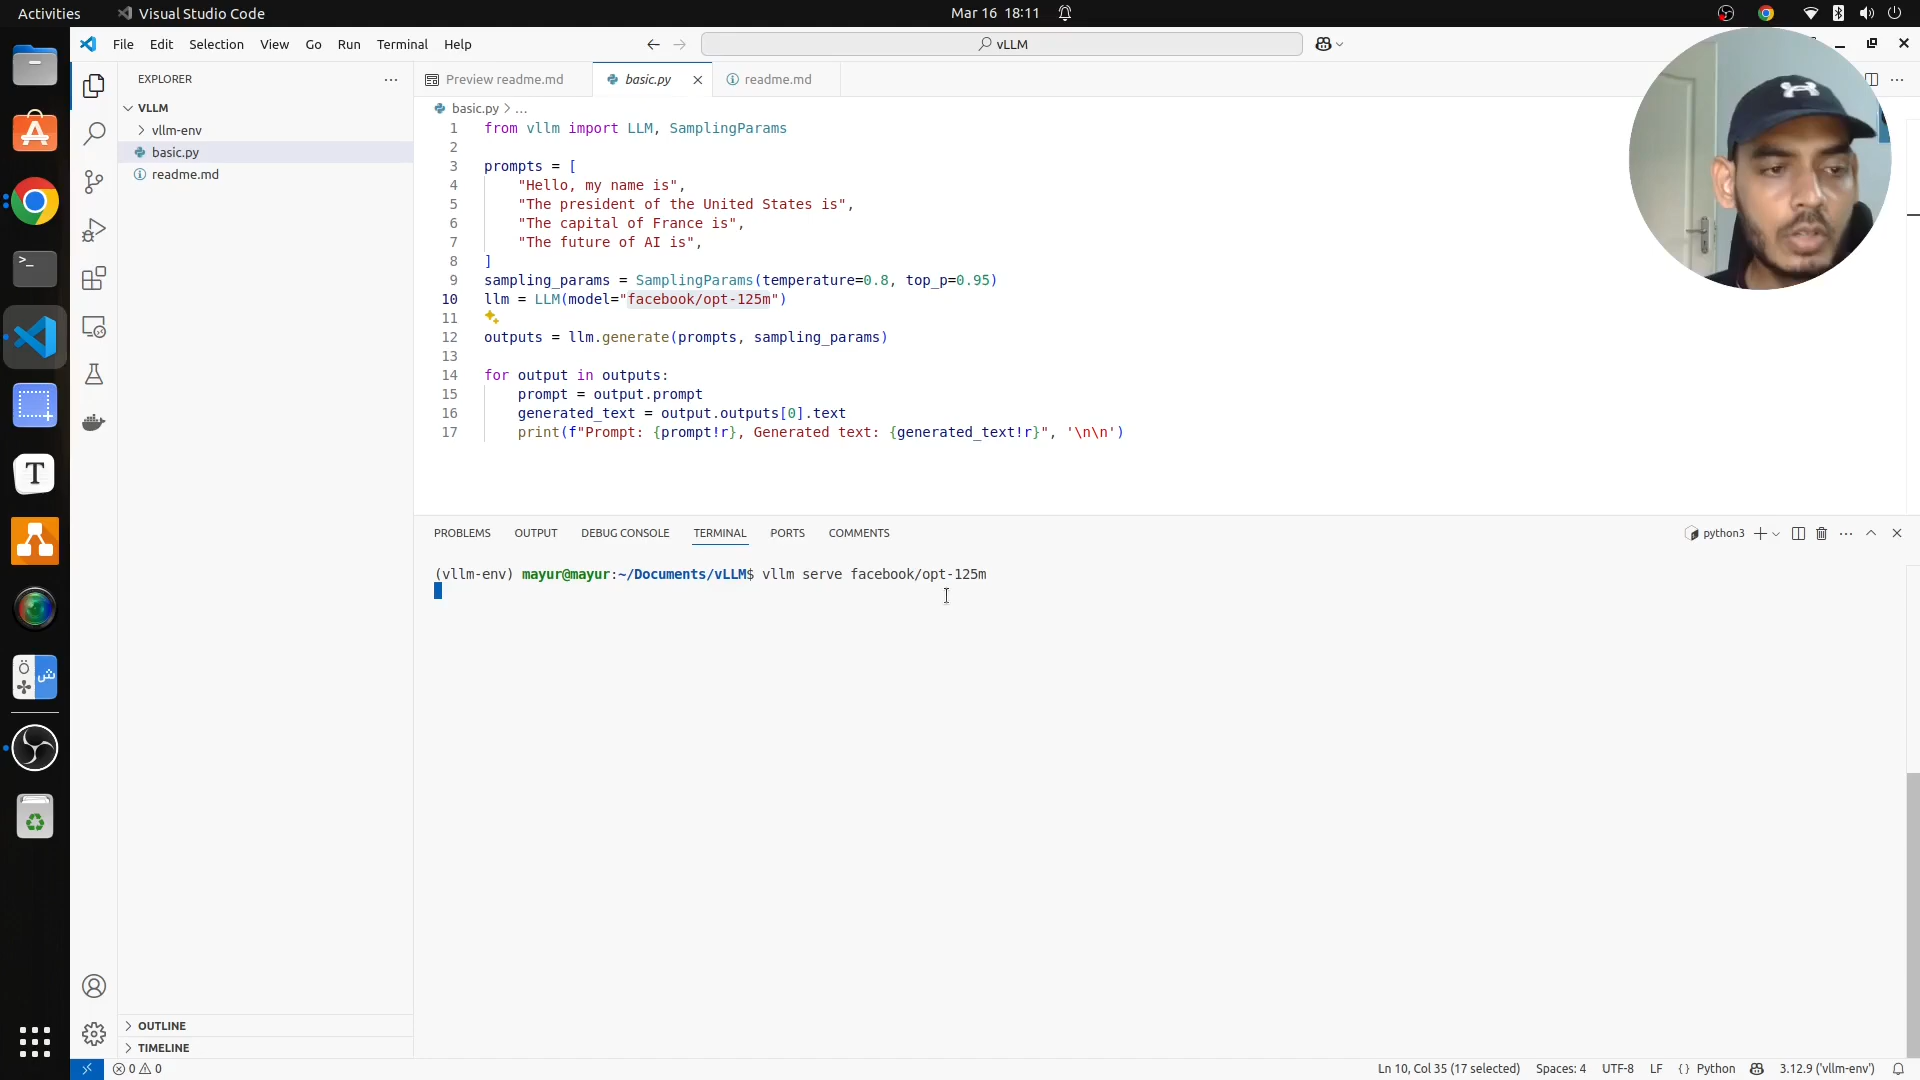 Activities
Visual Studio Code
Mar 16 18:11
File Edit Selection View Go Run Terminal Help
vLLM
EXPLORER
VLLM
vllm-env
basic.py
readme.md
OUTLINE
TIMELINE
Preview readme.md
basic.py
readme.md
basic.py > ...
1 from vllm import LLM, SamplingParams
2
3 prompts = [
4 "Hello, my name is",
5 "The president of the United States is",
6 "The capital of France is",
7 "The future of AI is",
8 ]
9 sampling_params = SamplingParams(temperature=0.8, top_p=0.95)
10 llm = LLM(model="facebook/opt-125m")
11
12 outputs = llm.generate(prompts, sampling_params)
13
14 for output in outputs:
15 prompt = output.prompt
16 generated_text = output.outputs[0].text
17 print(f"Prompt: {prompt!r}, Generated text: {generated_text!r}", '\n\n')
PROBLEMS OUTPUT DEBUG CONSOLE TERMINAL PORTS COMMENTS
python3
(vllm-env) mayur@mayur:~/Documents/vLLM$ vllm serve facebook/opt-125m
0 0
Ln 10, Col 35 (17 selected) Spaces: 4 UTF-8 LF {} Python 3.12.9 ('vllm-env')